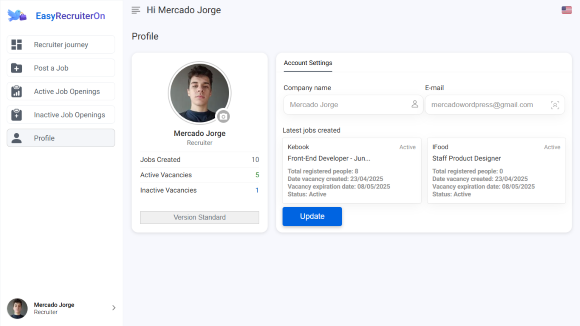 EasyRecruiterOn
Recruiter journey
Post a Job
Active Job Openings
Inactive Job Openings
Profile
Mercado Jorge
Recruiter
Hi Mercado Jorge
Profile
Mercado Jorge
Recruiter
Jobs Created 10
Active Vacancies 5
Inactive Vacancies 1
Version Standard
Account Settings
Company name E-mail
Mercado Jorge mercadowordpress@gmail.com
Latest jobs created
Kebook Active
Front-End Developer - Jun...
Total registered people: 8
Date vacancy created: 23/04/2025
Vacancy expiration date: 08/05/2025
Status: Active
IFood Active
Staff Product Designer
Total registered people: 0
Date vacancy created: 23/04/2025
Vacancy expiration date: 08/05/2025
Status: Active
Update